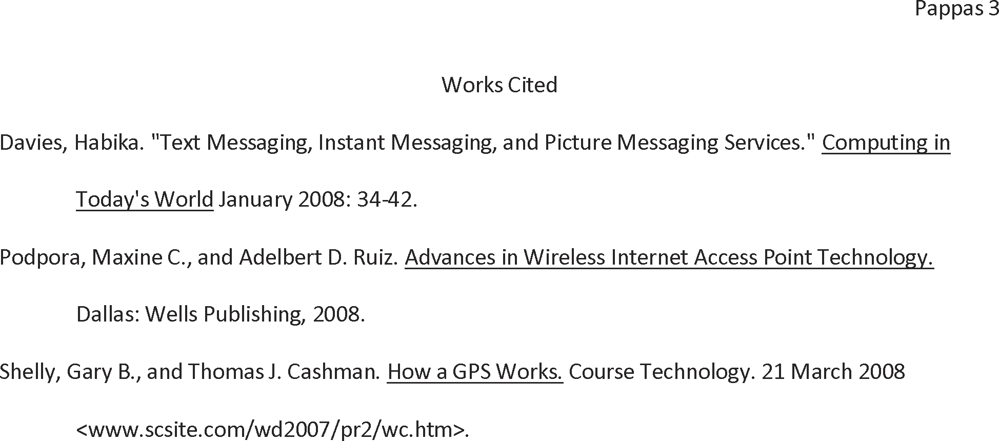 Pappas 3
Works Cited
Davies, Habika. "Text Messaging, Instant Messaging, and Picture Messaging Services." Computing in
Today's World January 2008: 34-42.
Podpora, Maxine C., and Adelbert D. Ruiz. Advances in Wireless Internet Access Point Technology.
Dallas: Wells Publishing, 2008.
Shelly, Gary B., and Thomas J. Cashman. How a GPS Works. Course Technology. 21 March 2008
<www.scsite.com/wd2007/pr2/wc.htm>.